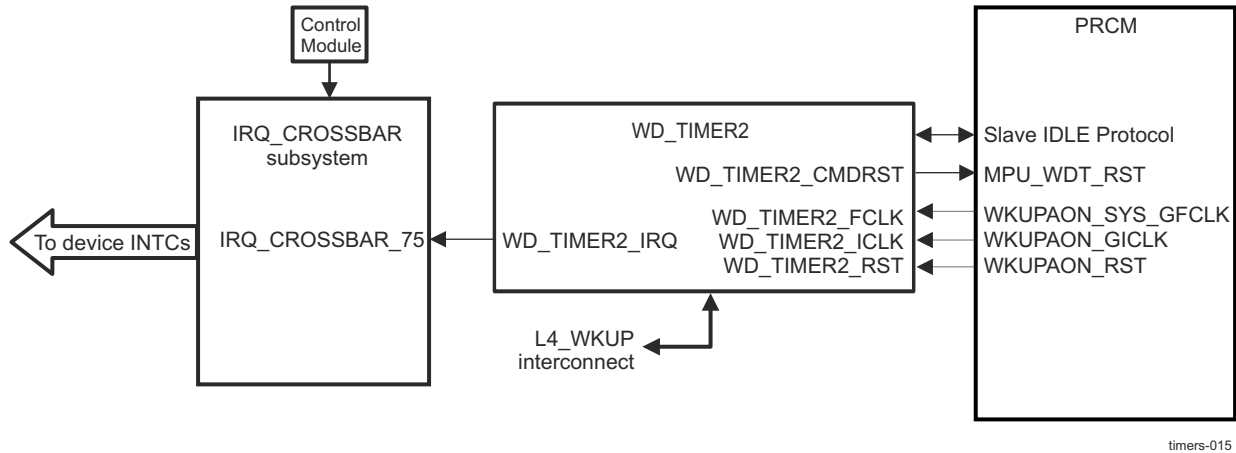 Control
Module
PRCM
IRQ_CROSSBAR
subsystem
WD_TIMER2
Slave IDLE Protocol
WD_TIMER2_CMDRST
MPU_WDT_RST
WD_TIMER2_FCLK
WKUPAON_SYS_GFCLK
To device INTCs
IRQ_CROSSBAR_75
WD_TIMER2_IRQ
WD_TIMER2_ICLK
WKUPAON_GICLK
WD_TIMER2_RST
WKUPAON_RST
L4_WKUP
interconnect
timers-015